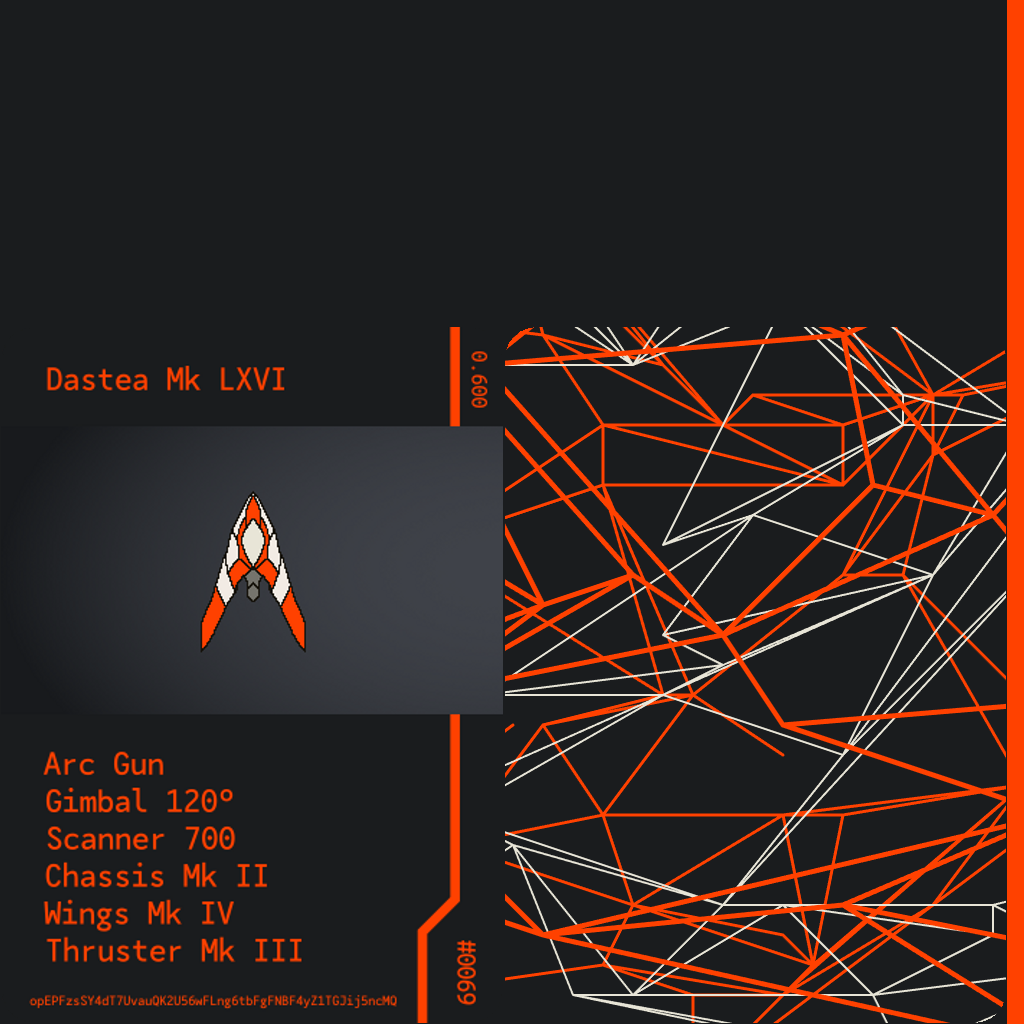 Dastea Mk LXVI
0.600
Arc Gun
Gimbal 120°
Scanner 700
Chassis Mk II
Wings Mk IV
Thruster Mk III
#0069
opEPFzsSY4dT7UvauQK2U56wFLng6tbFgFNBF4yZ1TGJij5ncMQ